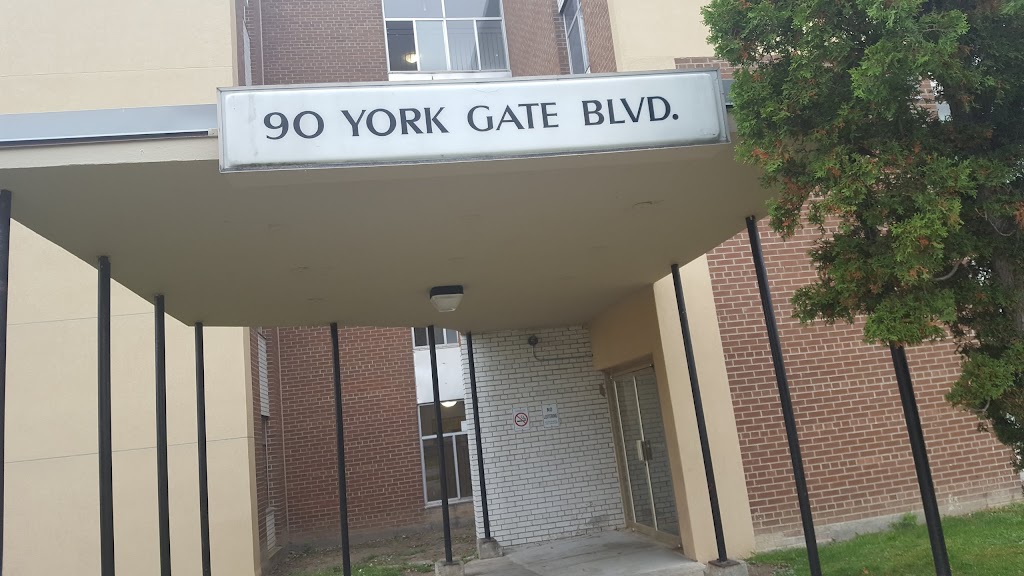 90 YORK GATE BLVD.